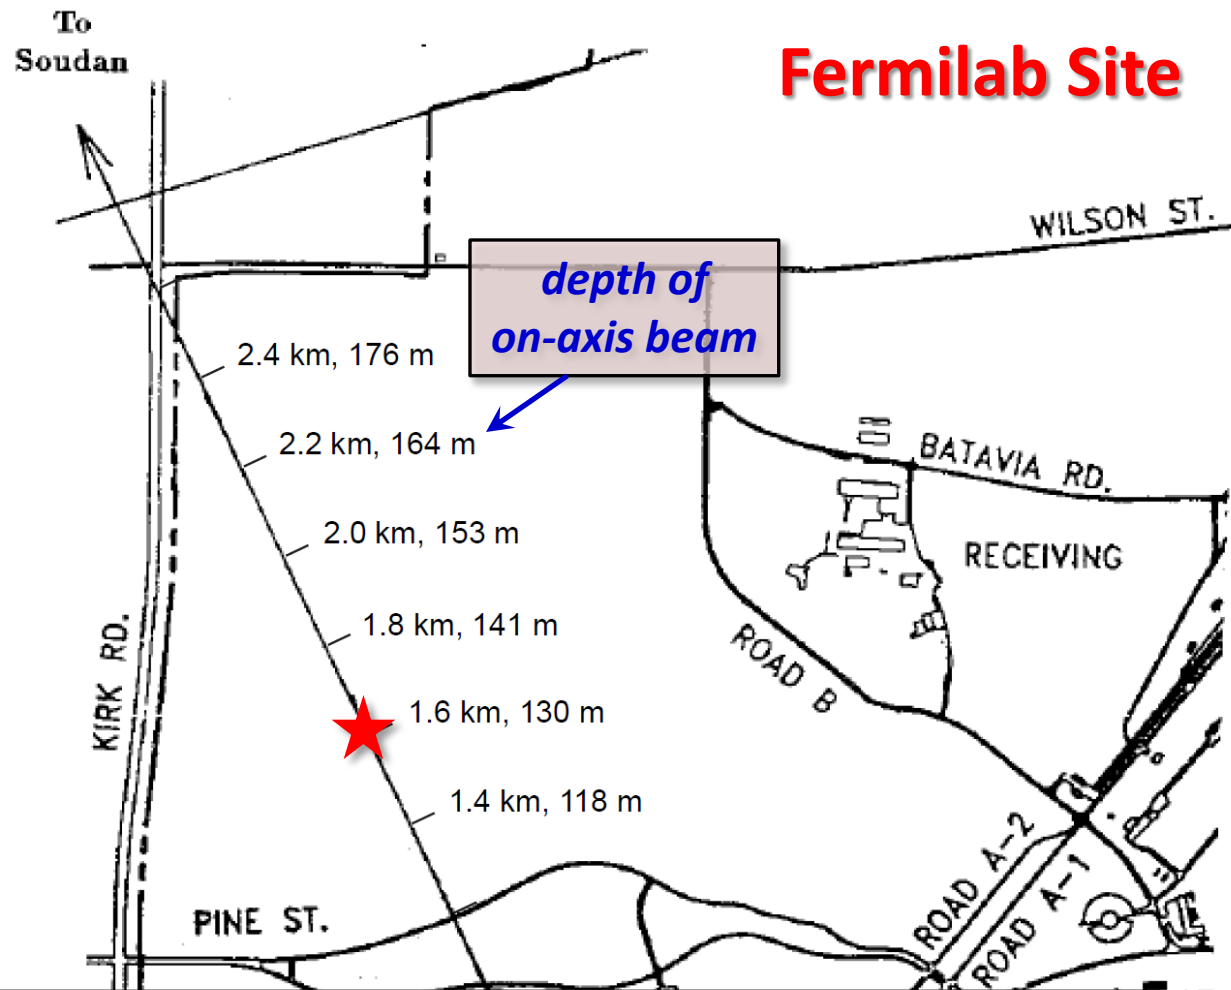 To
Soudan
Fermilab Site
WILSON ST.
depth of
on-axis beam
2.4 km, 176 m
2.2 km, 164 m
BATAVIA RD.
2.0 km, 153 m
RECEIVING
1.8 km, 141 m
ROAD B
KIRK RD.
1.6 km, 130 m
1.4 km, 118 m
ROAD A-2
ROAD A-1
PINE ST.